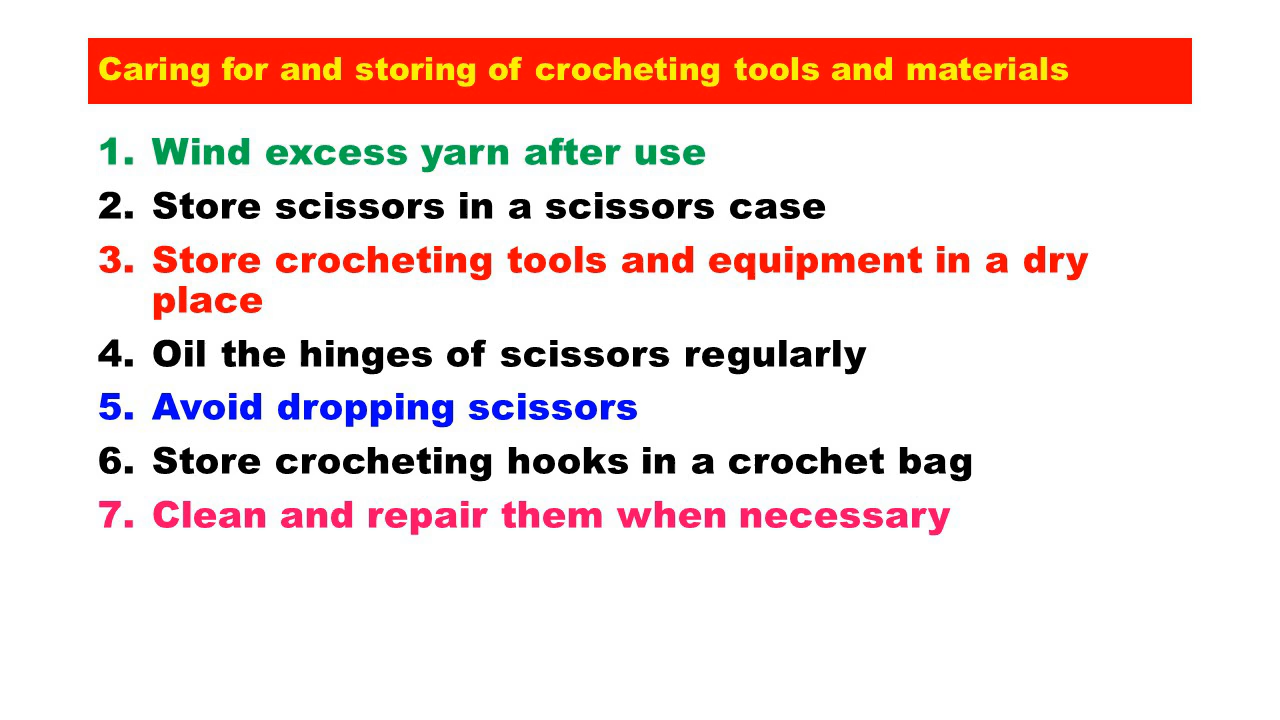 Caring for and storing of crocheting tools and materials
1. Wind excess yarn after use
2. Store scissors in a scissors case
3. Store crocheting tools and equipment in a dry
place
4. Oil the hinges of scissors regularly
5. Avoid dropping scissors
6. Store crocheting hooks in a crochet bag
7. Clean and repair them when necessary